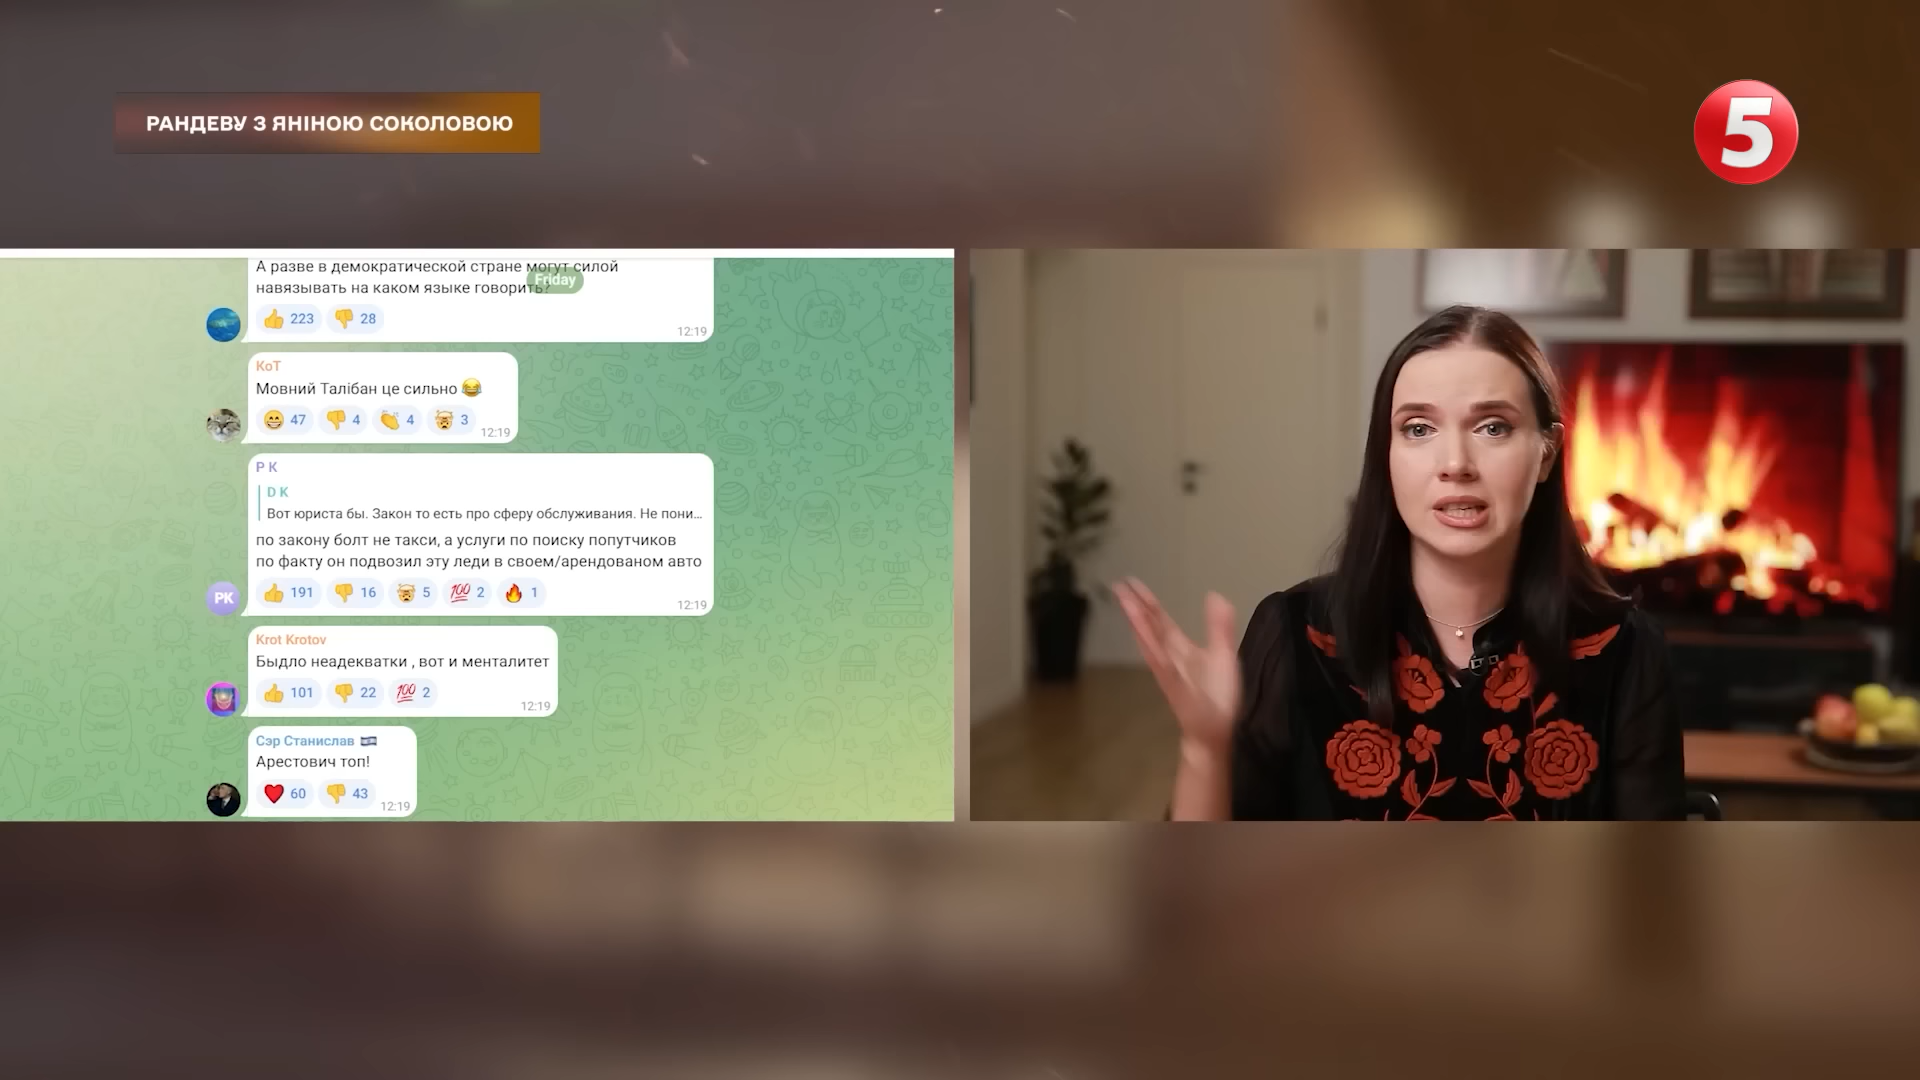 РАНДЕВУ З ЯНІНОЮ СОКОЛОВОЮ
5
А разве в демократической стране могут силой
навязывать на каком языке говорить?
Friday
223 28
12:19
КоТ
Мовний Талібан це сильно 😂
47 4 4 3
12:19
P K
D K
Вот юриста бы. Закон то есть про сферу обслуживания. Не пони...
по закону болт не такси, а услуги по поиску попутчиков
по факту он подвозил эту леди в своем/арендованом авто
PK
191 16 5 100 2 1
12:19
Krot Krotov
Быдло неадекватки , вот и менталитет
101 22 100 2
12:19
Сэр Станислав
Арестович топ!
60 43
12:19